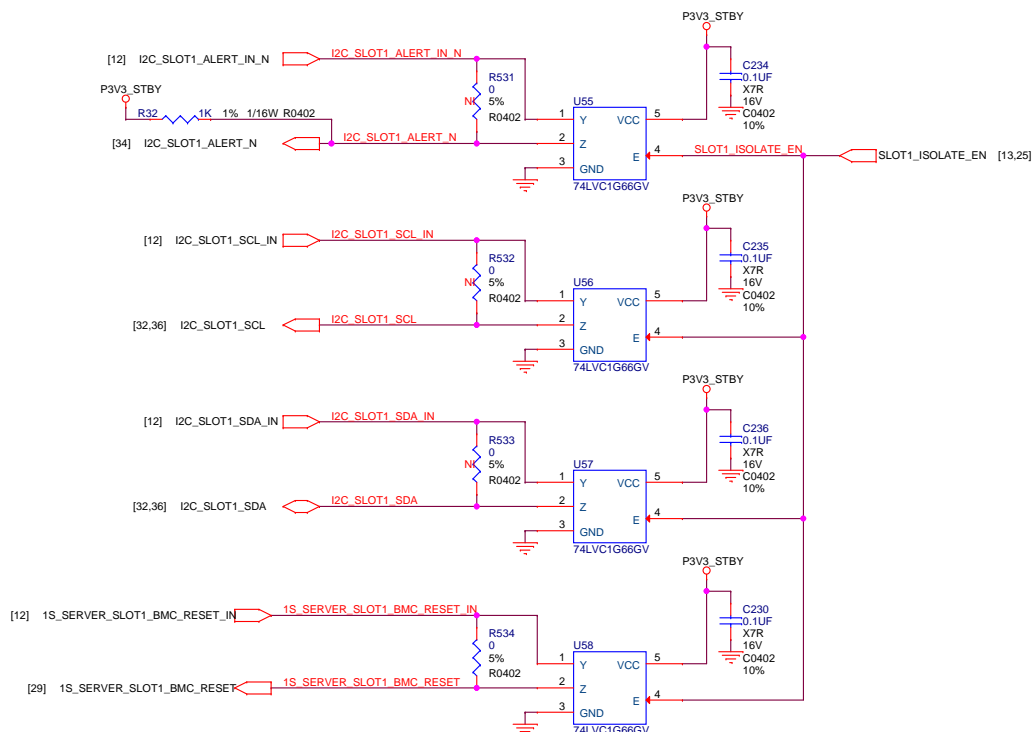 P3V3_STBY
[12] I2C_SLOT1_ALERT_IN_N I2C_SLOT1_ALERT_IN_N
C234
0.1UF
X7R
16V
C0402
10%
R531
0
5%
R0402
P3V3_STBY
R32 1K 1% 1/16W R0402
U55
1 Y VCC 5
[34] I2C_SLOT1_ALERT_N I2C_SLOT1_ALERT_N 2 Z
E 4 SLOT1_ISOLATE_EN SLOT1_ISOLATE_EN [13,25]
3 GND
74LVC1G66GV
P3V3_STBY
[12] I2C_SLOT1_SCL_IN I2C_SLOT1_SCL_IN
C235
0.1UF
X7R
16V
C0402
10%
R532
0
5%
R0402
U56
1 Y VCC 5
[32,36] I2C_SLOT1_SCL I2C_SLOT1_SCL 2 Z
E 4
3 GND
74LVC1G66GV
P3V3_STBY
[12] I2C_SLOT1_SDA_IN I2C_SLOT1_SDA_IN
C236
0.1UF
X7R
16V
C0402
10%
R533
0
5%
R0402
U57
1 Y VCC 5
[32,36] I2C_SLOT1_SDA I2C_SLOT1_SDA 2 Z
E 4
3 GND
74LVC1G66GV
P3V3_STBY
[12] 1S_SERVER_SLOT1_BMC_RESET_IN 1S_SERVER_SLOT1_BMC_RESET_IN
C230
0.1UF
X7R
16V
C0402
10%
R534
0
5%
R0402
U58
1 Y VCC 5
[29] 1S_SERVER_SLOT1_BMC_RESET 1S_SERVER_SLOT1_BMC_RESET 2 Z
E 4
3 GND
74LVC1G66GV